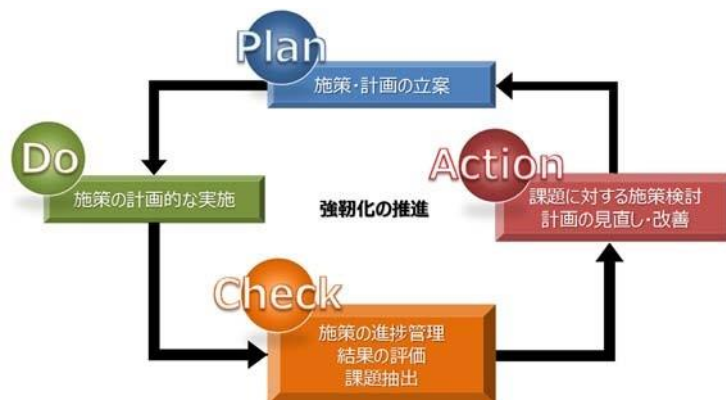 Plan
施策・計画の立案
Do
施策の計画的な実施
強靭化の推進
Action
課題に対する施策検討
計画の見直し・改善
Check
施策の進捗管理
結果の評価
課題抽出